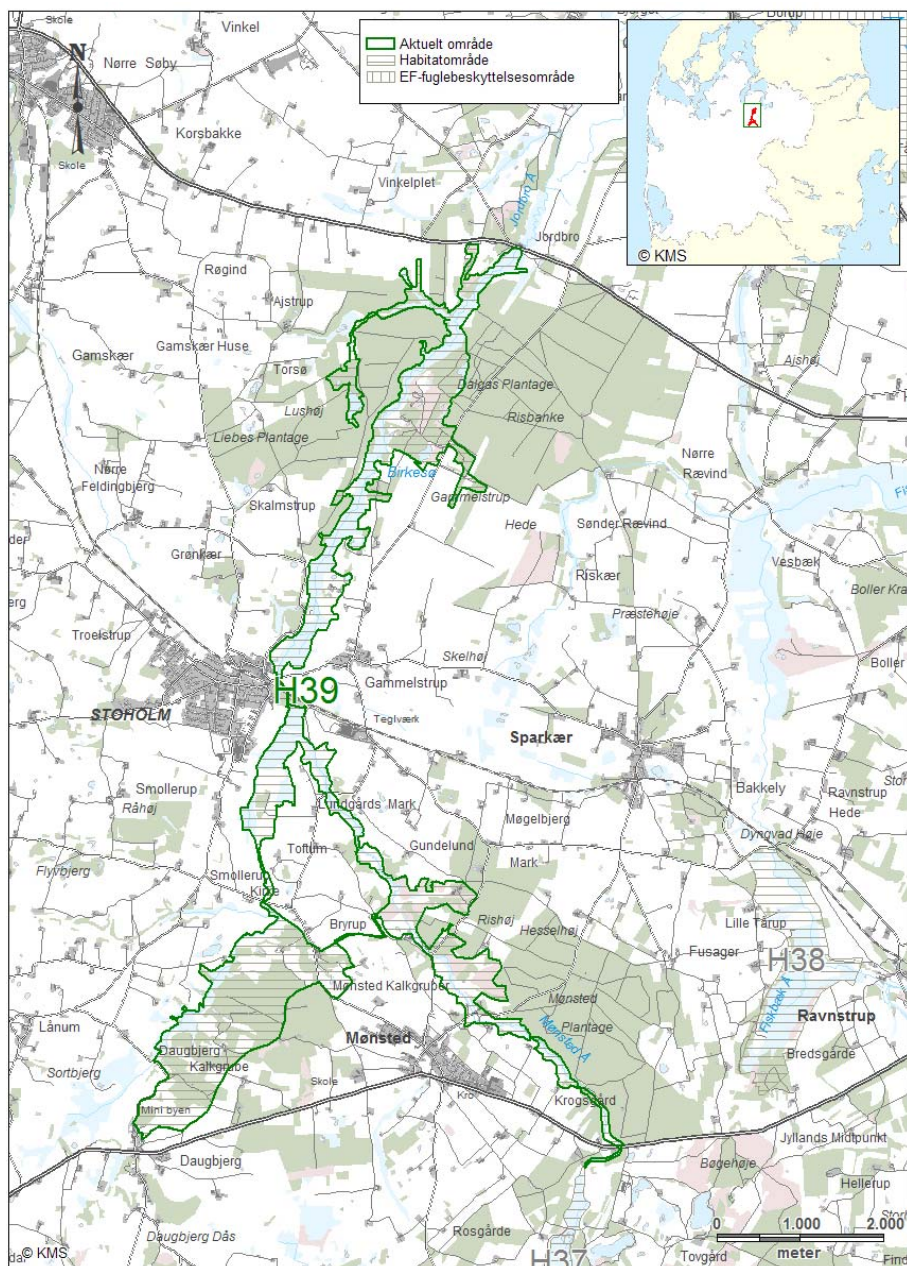 Skole
Vinkel
Nørre Søby
N
Korsbakke
Skole
Vinkelplet
Aktuelt område
Habitatområde
EF-fuglebeskyttelsesområde
© KMS
Jordbro Å
Jordbro
Røgind
Ajstrup
Gamskær Huse
Gamskær
Torsø
Ajshøj
Dalgas Plantage
Lushøj
Risbanke
Liebes Plantage
Nørre
Feldingbjerg
Birkesø
Nørre
Rævind
Skalmstrup
Gammelstrup
Hede
Sønder Rævind
Grønkær
Vesbæk
Riskær
Boller Kra
Præstehøje
Troelstrup
Skelhøj
Boller
Gammelstrup
H39
STOHOLM
Teglværk
Sparkær
Smollerup
Råhøj
Bakkely
Ravnstrup
Hede
Lundgårds Mark
Møgelbjerg
Dyngvad Høje
Toftum
Gundelund
Mark
Flyvbjerg
Smollerup
Kirke
Bryrup
Rishøj
Hesselhøj
Lille Tårup
Fusager
H38
Mønsted Kalkgruber
Mønsted
Plantage
Fiskbæk Å
Ravnstrup
Lånum
Mønsted
Mønsted Å
Daugbjerg
Kalkgrube
Bredsgårde
Sortbjerg
Skole
Mini byen
Kro
Krogsgård
Jyllands Midtpunkt
Daugbjerg
Bøgehøje
Hellerup
Rosgårde
Daugbjerg Dås
0 1.000 2.000
meter
© KMS
H37
Tovgård